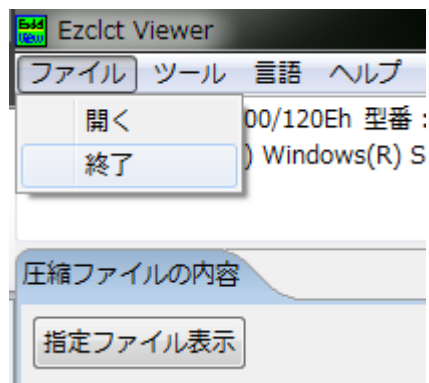 Ezclct Viewer
ファイル ツール 言語 ヘルプ
開く
00/120Eh 型番 :
終了
) Windows(R) S
圧縮ファイルの内容
指定ファイル表示